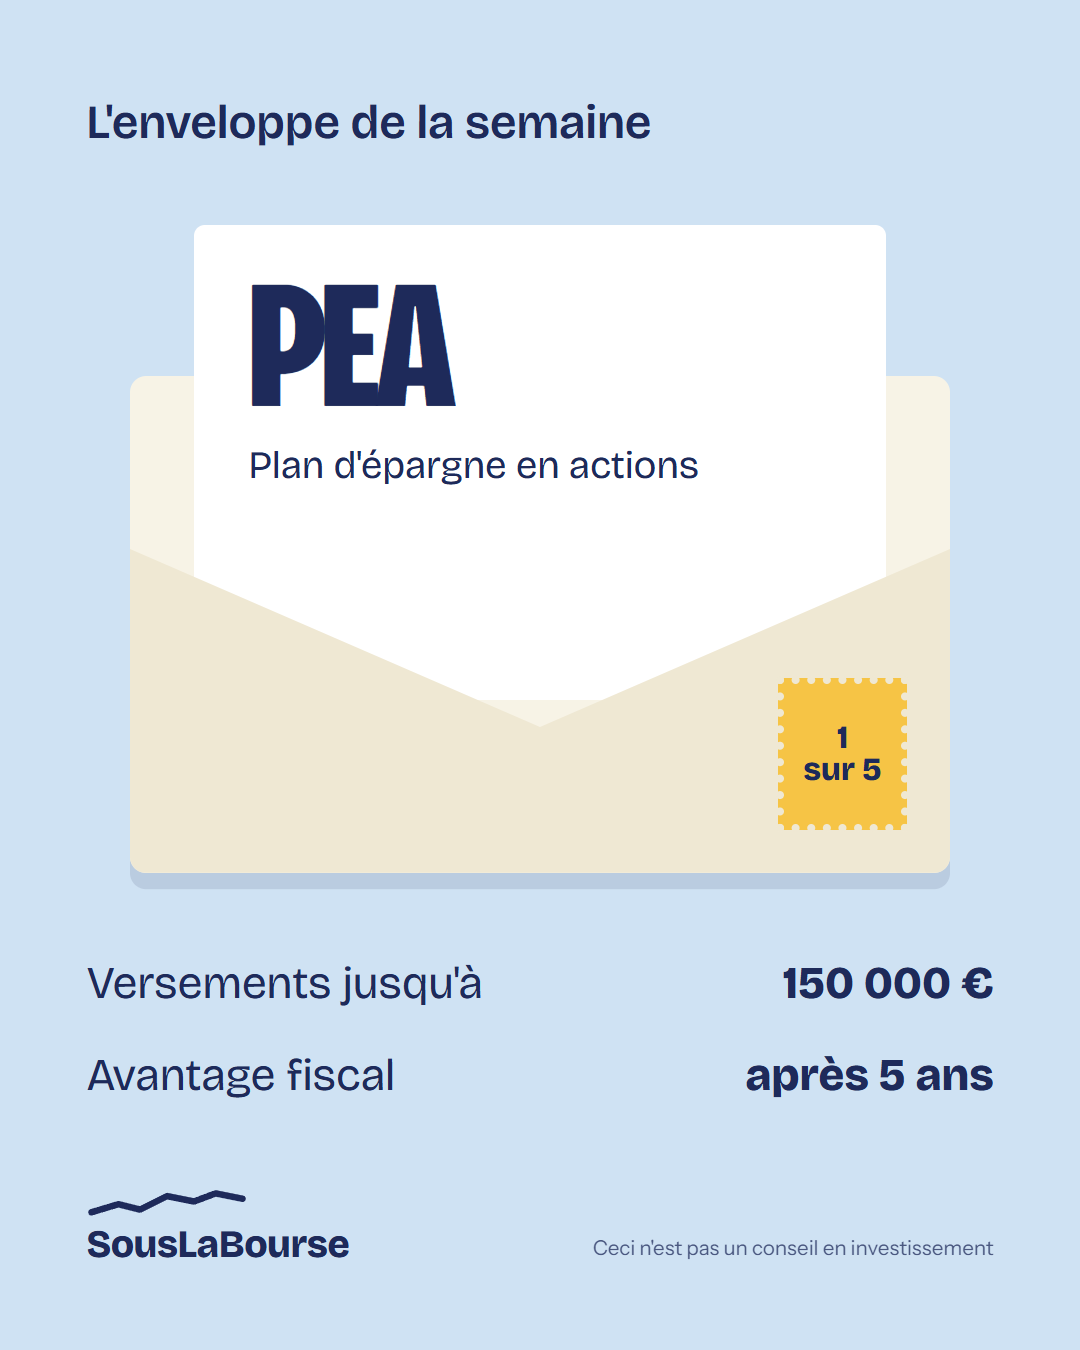 L'enveloppe de la semaine
PEA
Plan d'épargne en actions
1
sur 5
Versements jusqu'à 150 000 €
Avantage fiscal après 5 ans
SousLaBourse
Ceci n'est pas un conseil en investissement